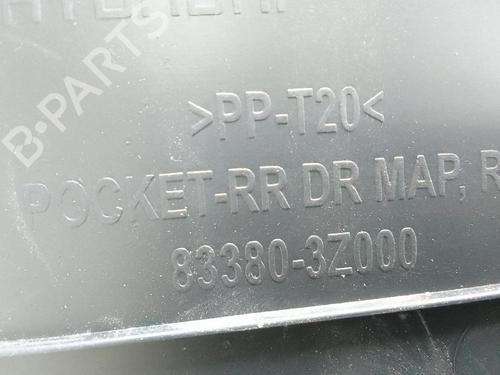 >PP-T20<
POCKET-RR DR MAP, R
83380-3Z000
B-PARTS